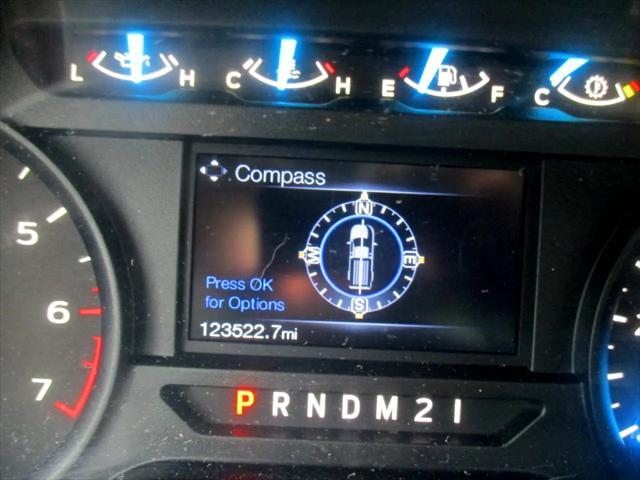 L H C H E F C
Compass
N
W E
S
Press OK
for Options
123522.7mi
5
6
7
P R N D M 2 1